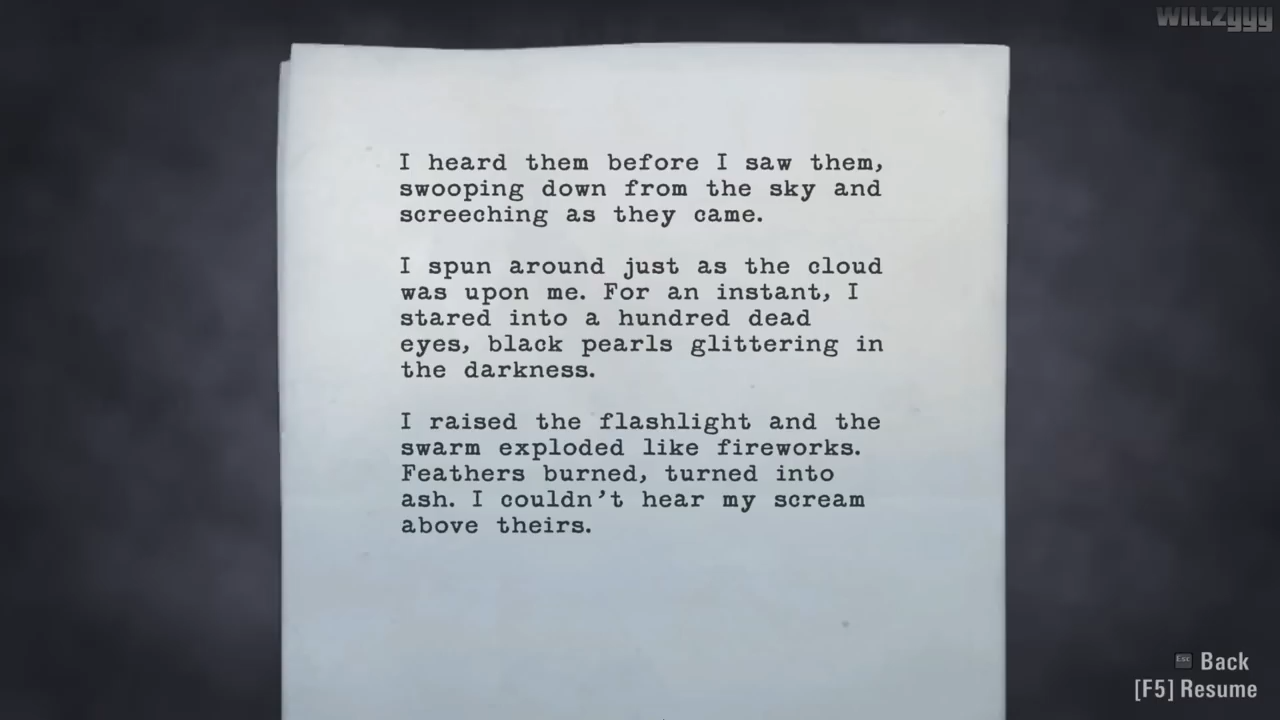 WILLZYYY
I heard them before I saw them,
swooping down from the sky and
screeching as they came.
I spun around just as the cloud
was upon me. For an instant, I
stared into a hundred dead
eyes, black pearls glittering in
the darkness.
I raised the flashlight and the
swarm exploded like fireworks.
Feathers burned, turned into
ash. I couldn't hear my scream
above theirs.
Esc Back
[F5] Resume